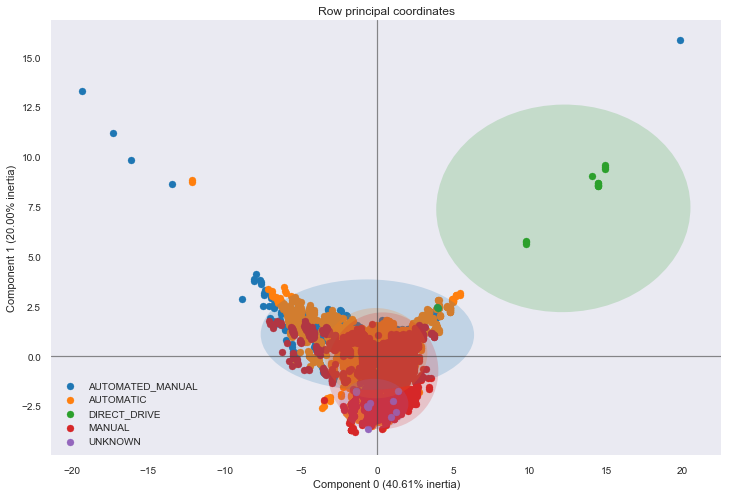 Row principal coordinates
Component 1 (20.00% inertia)
15.0
12.5
10.0
7.5
5.0
2.5
0.0
−2.5
AUTOMATED_MANUAL
AUTOMATIC
DIRECT_DRIVE
MANUAL
UNKNOWN
−20 −15 −10 −5 0 5 10 15 20
Component 0 (40.61% inertia)